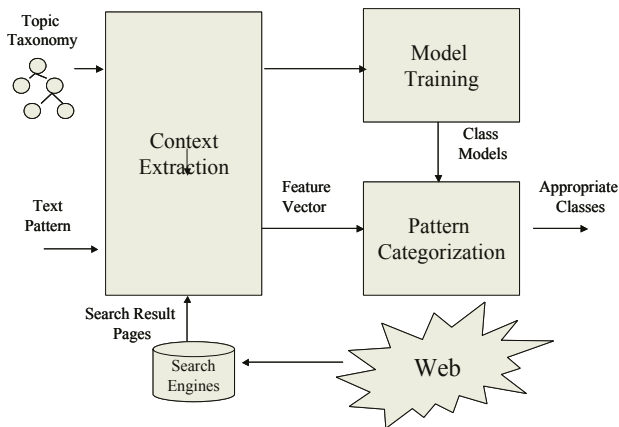 Topic
Taxonomy
Model
Training
Context
Extraction
Class
Models
Feature
Vector
Appropriate
Classes
Text
Pattern
Pattern
Categorization
Search Result
Pages
Search
Engines
Web